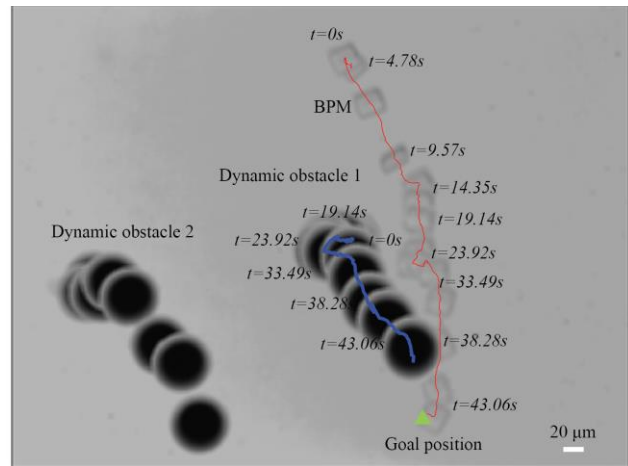 t=0s
t=4.78s
BPM
t=9.57s
Dynamic obstacle 1
t=14.35s
t=19.14s
t=19.14s
Dynamic obstacle 2
t=23.92s
t=0s
t=23.92s
t=33.49s
t=33.49s
t=38.28s
t=38.28s
t=43.06s
t=43.06s
Goal position
20 μm